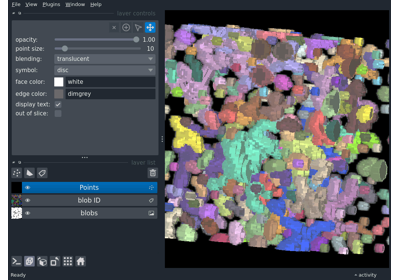 File View Plugins Window Help
layer controls
opacity: 1.00
point size: 10
blending: translucent
symbol: disc
face color: white
edge color: dimgrey
display text:
out of slice:
layer list
Points
blob ID
blobs
Ready activity